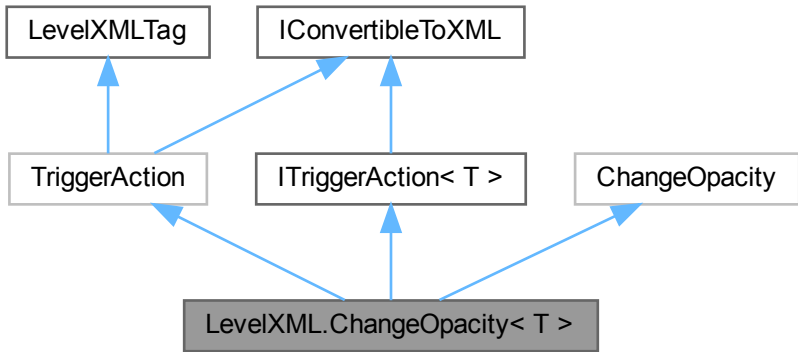 LevelXMLTag
IConvertibleToXML
TriggerAction
ITriggerAction< T >
ChangeOpacity
LevelXML.ChangeOpacity< T >